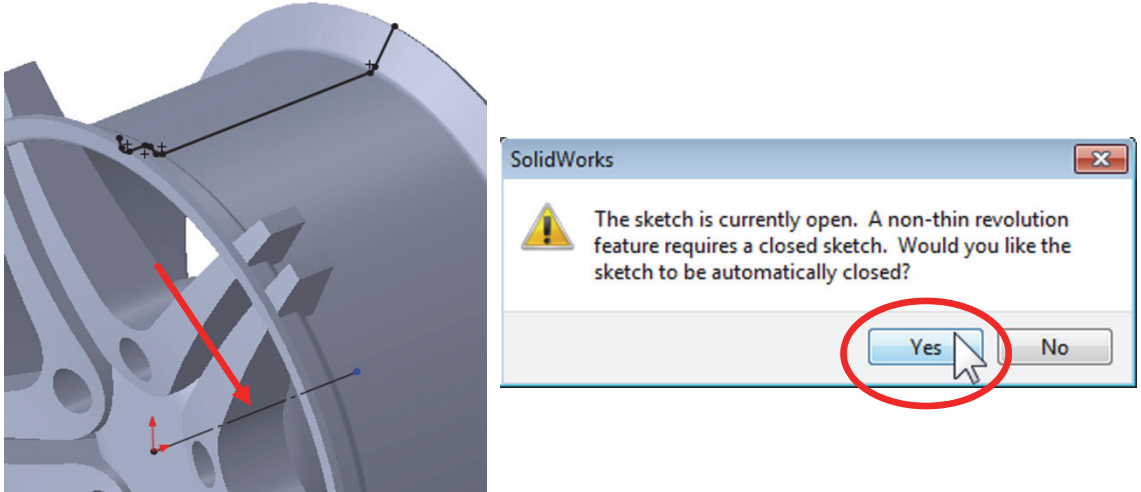 SolidWorks
The sketch is currently open.  A non-thin revolution
feature requires a closed sketch.  Would you like the
sketch to be automatically closed?
Yes
No